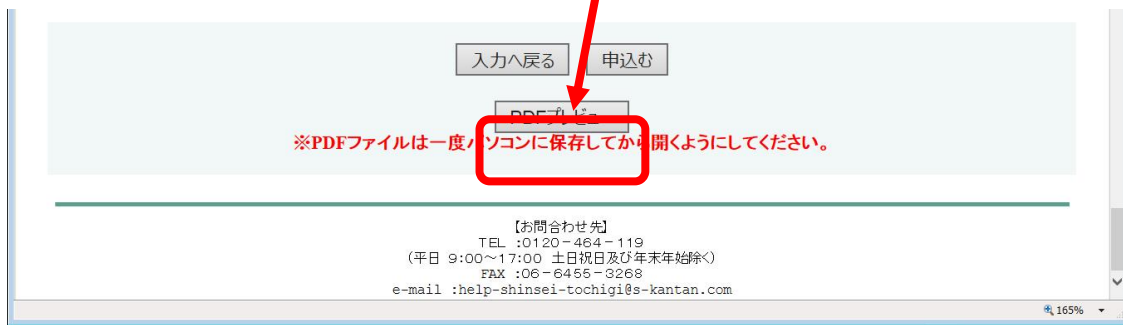 入力へ戻る 申込む
PDFプレビュー
※PDFファイルは一度パソコンに保存してから開くようにしてください。
【お問合わせ先】
TEL :0120-464-119
(平日 9:00～17:00 土日祝日及び年末年始除く)
FAX :06-6455-3268
e-mail :help-shinsei-tochigi@s-kantan.com
165%